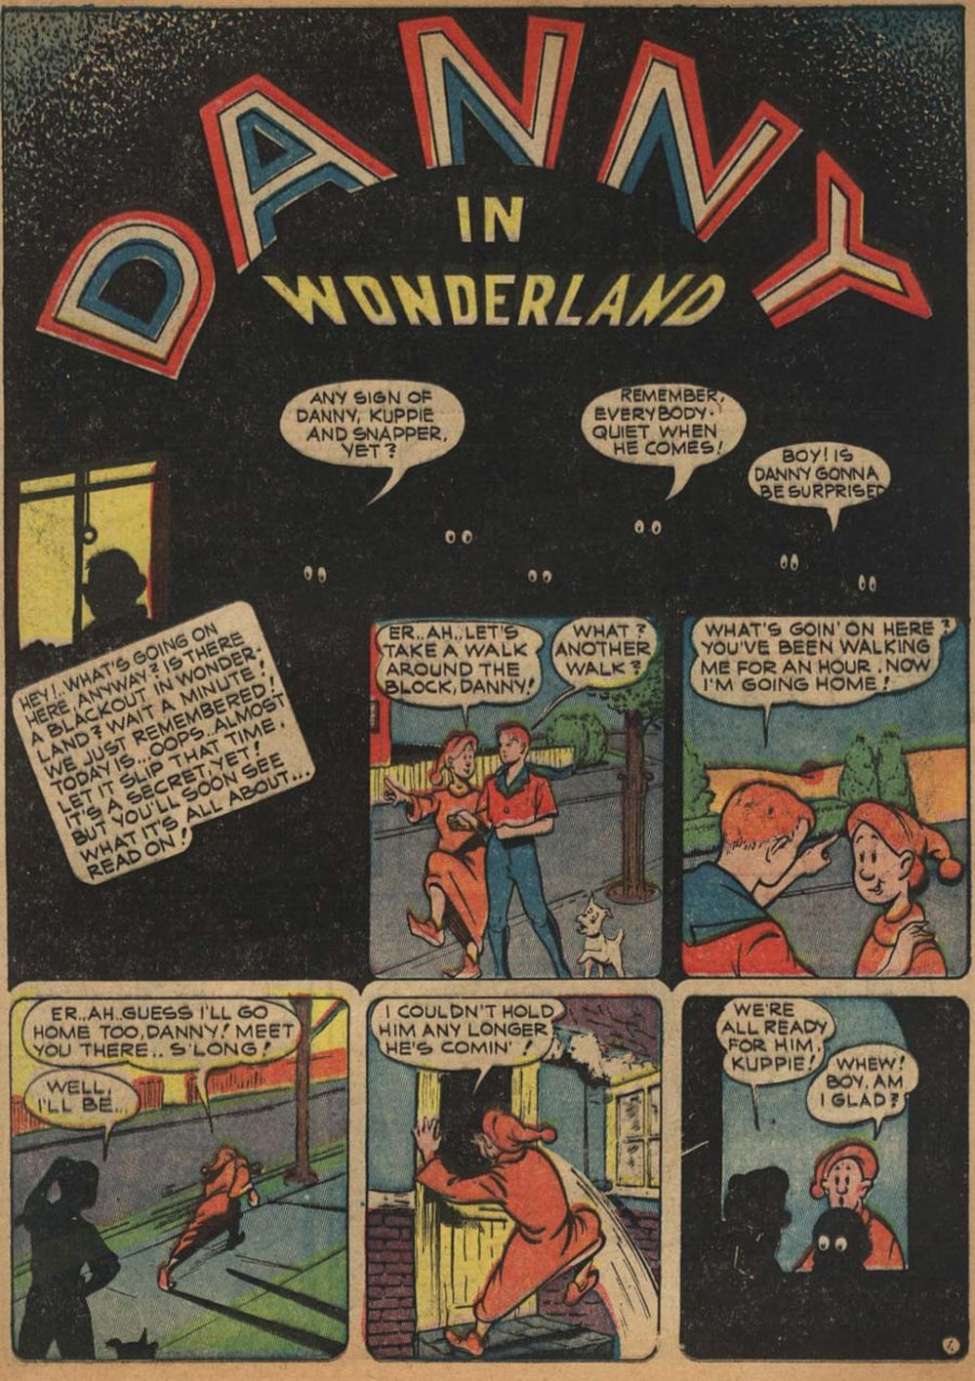 DANNY
IN
WONDERLAND
ANY SIGN OF
DANNY, KUPPIE
AND SNAPPER,
YET?
REMEMBER,
EVERYBODY-
QUIET WHEN
HE COMES!
BOY! IS
DANNY GONNA
BE SURPRISED
HEY!..WHAT'S GOING ON
HERE, ANYWAY? IS THERE
A BLACKOUT IN WONDER-
LAND? WAIT A MINUTE!
WE JUST REMEMBERED!
TODAY IS... OOPS.. ALMOST
LET IT SLIP THAT TIME.
IT'S A SECRET, YET!
BUT YOU'LL SOON SEE
WHAT IT'S ALL ABOUT...
READ ON!
ER..AH..LET'S
TAKE A WALK
AROUND THE
BLOCK, DANNY!
WHAT?
ANOTHER
WALK?
WHAT'S GOIN' ON HERE?
YOU'VE BEEN WALKING
ME FOR AN HOUR. NOW
I'M GOING HOME!
ER..AH..GUESS I'LL GO
HOME TOO, DANNY! MEET
YOU THERE.. S'LONG!
WELL,
I'LL BE...
I COULDN'T HOLD
HIM ANY LONGER
HE'S COMIN'!
WE'RE
ALL READY
FOR HIM,
KUPPIE!
WHEW!
BOY, AM
I GLAD?